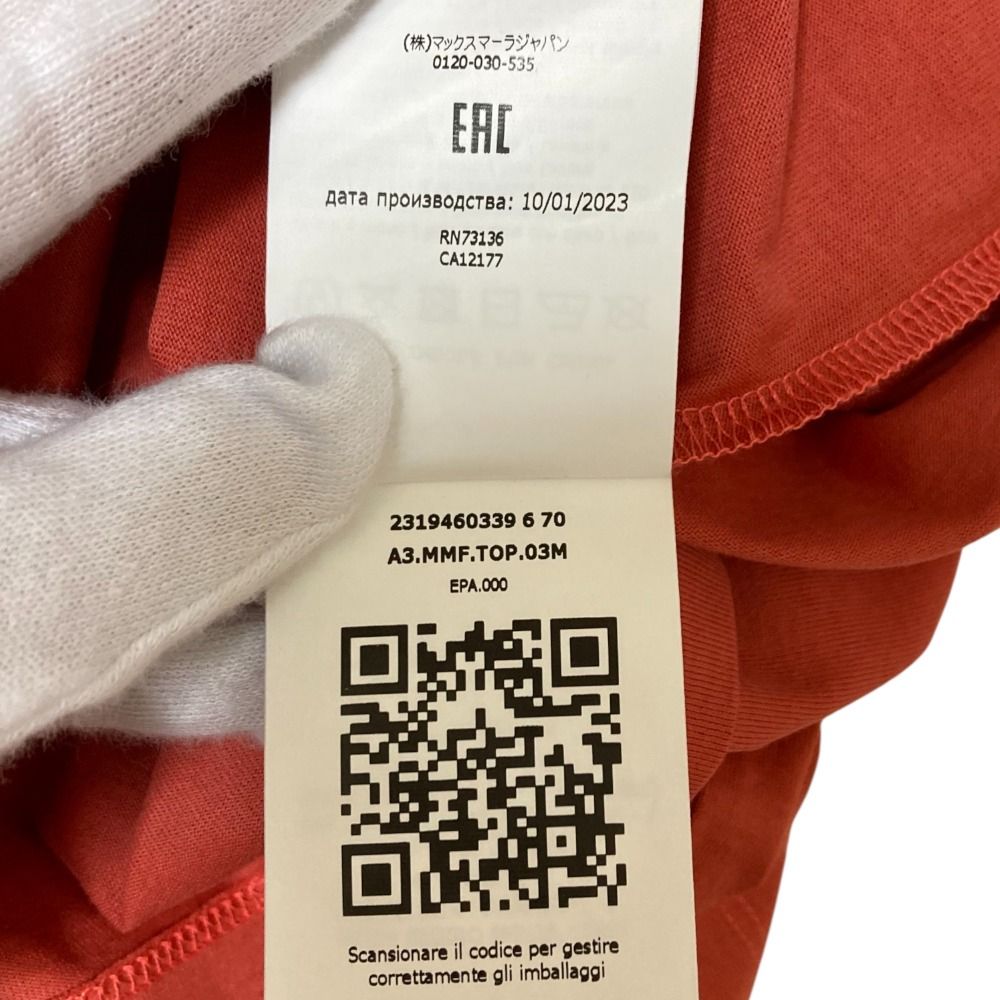 (株)マックスマーラジャパン
0120-030-535
EAC
дата производства: 10/01/2023
RN73136
CA12177
2319460339 6 70
A3.MMF.TOP.03M
EPA.000
Scansionare il codice per gestire
correttamente gli imballaggi